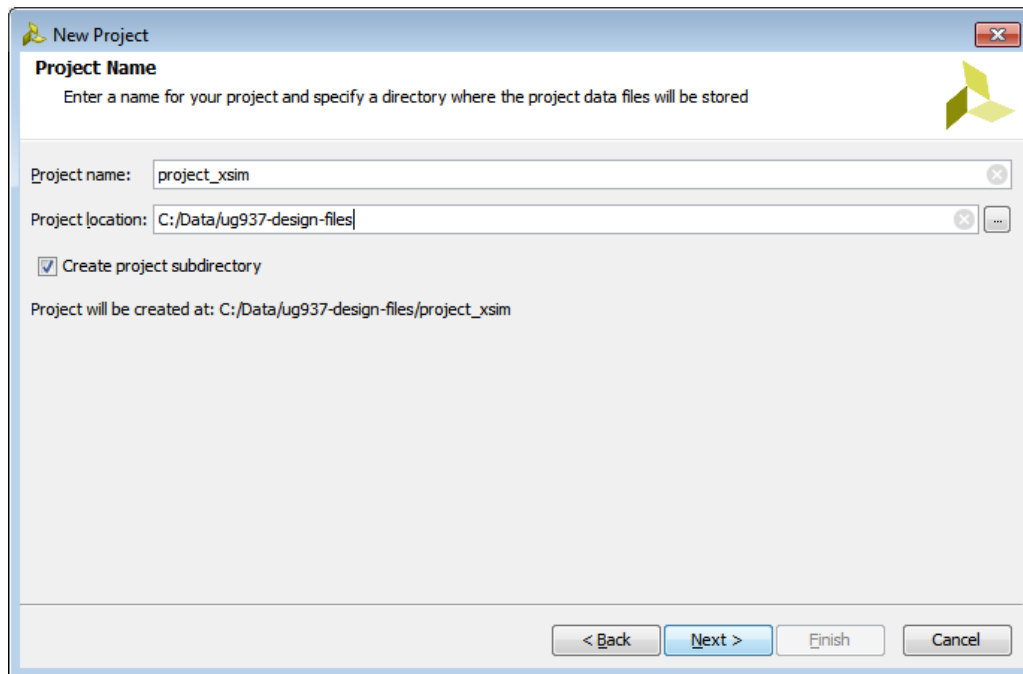 New Project
Project Name
Enter a name for your project and specify a directory where the project data files will be stored
Project name: project_xsim
Project location: C:/Data/ug937-design-files ...
Create project subdirectory
Project will be created at: C:/Data/ug937-design-files/project_xsim
< Back Next > Finish Cancel